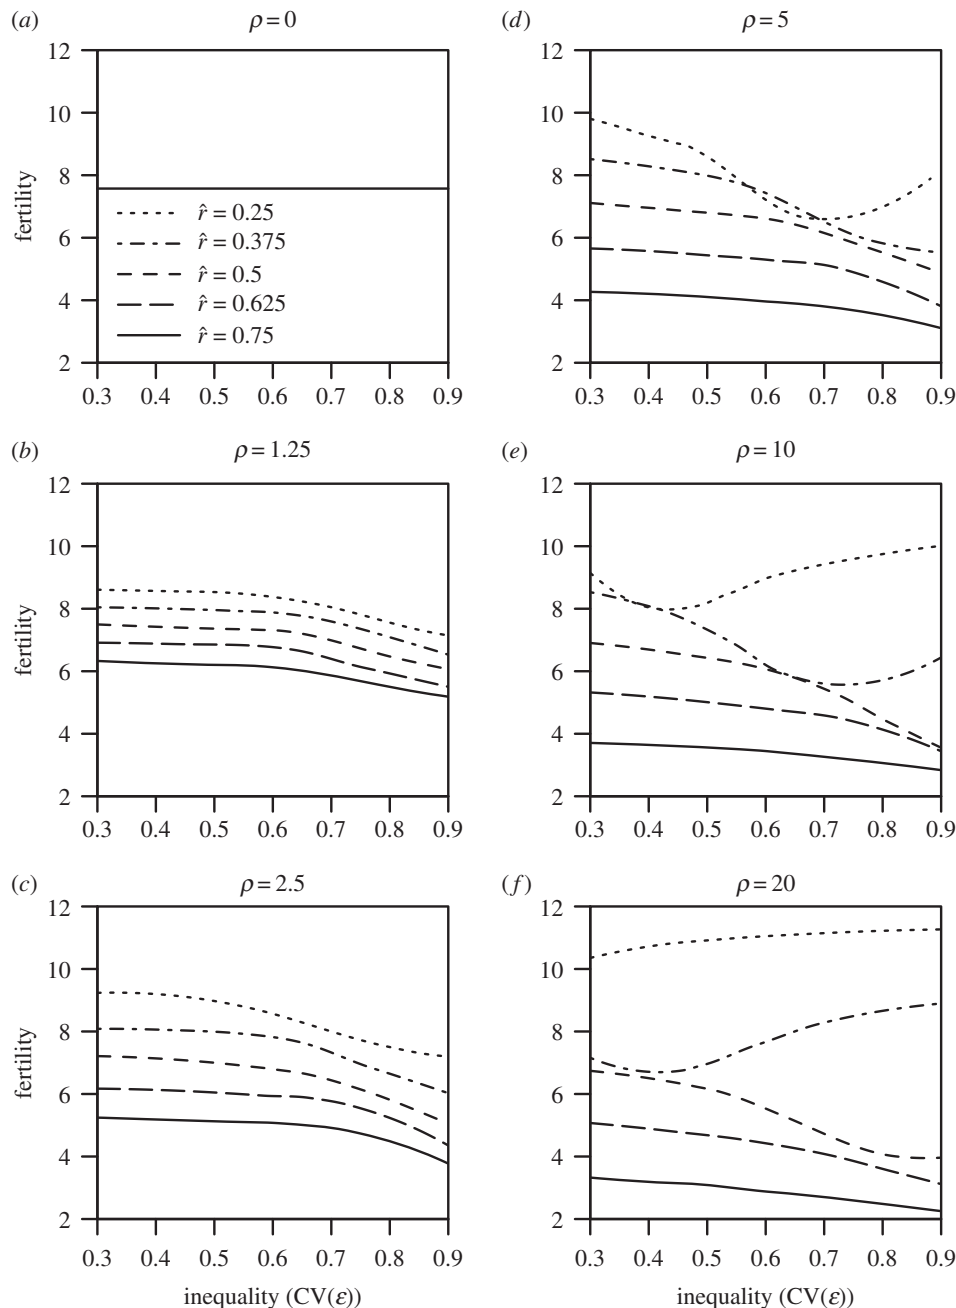 (a) ρ = 0
12
10
8
6
4
2
fertility
r̂ = 0.25
r̂ = 0.375
r̂ = 0.5
r̂ = 0.625
r̂ = 0.75
0.3 0.4 0.5 0.6 0.7 0.8 0.9
(d) ρ = 5
12
10
8
6
4
2
0.3 0.4 0.5 0.6 0.7 0.8 0.9
(b) ρ = 1.25
12
10
8
6
4
2
fertility
0.3 0.4 0.5 0.6 0.7 0.8 0.9
(e) ρ = 10
12
10
8
6
4
2
0.3 0.4 0.5 0.6 0.7 0.8 0.9
(c) ρ = 2.5
12
10
8
6
4
2
fertility
0.3 0.4 0.5 0.6 0.7 0.8 0.9
inequality (CV(ε))
(f) ρ = 20
12
10
8
6
4
2
0.3 0.4 0.5 0.6 0.7 0.8 0.9
inequality (CV(ε))